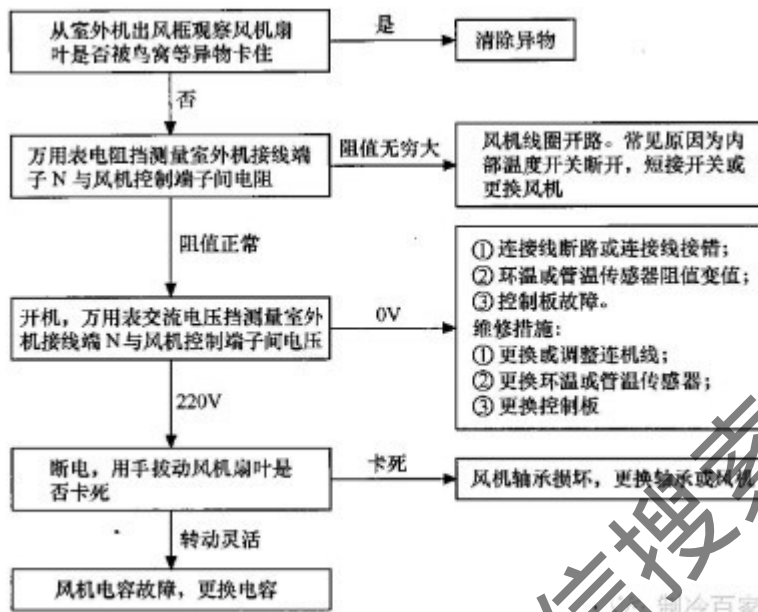 从室外机出风框观察风机扇
叶是否被鸟窝等异物卡住
是
清除异物
否
万用表电阻挡测量室外机接线端
子 N 与风机控制端子间电阻
阻值无穷大
风机线圈开路。常见原因为内
部温度开关断开，短接开关或
更换风机
阻值正常
开机，万用表交流电压挡测量室外
机接线端 N 与风机控制端子间电压
0V
①连接线断路或连接线接错；
②环温或管温传感器阻值变值；
③控制板故障。
维修措施：
①更换或调整连机线；
②更换环温或管温传感器；
③更换控制板
220V
断电，用手拔动风机扇叶是
否卡死
卡死
风机轴承损坏，更换轴承或风机
转动灵活
风机电容故障，更换电容
信搜索
制冷百家